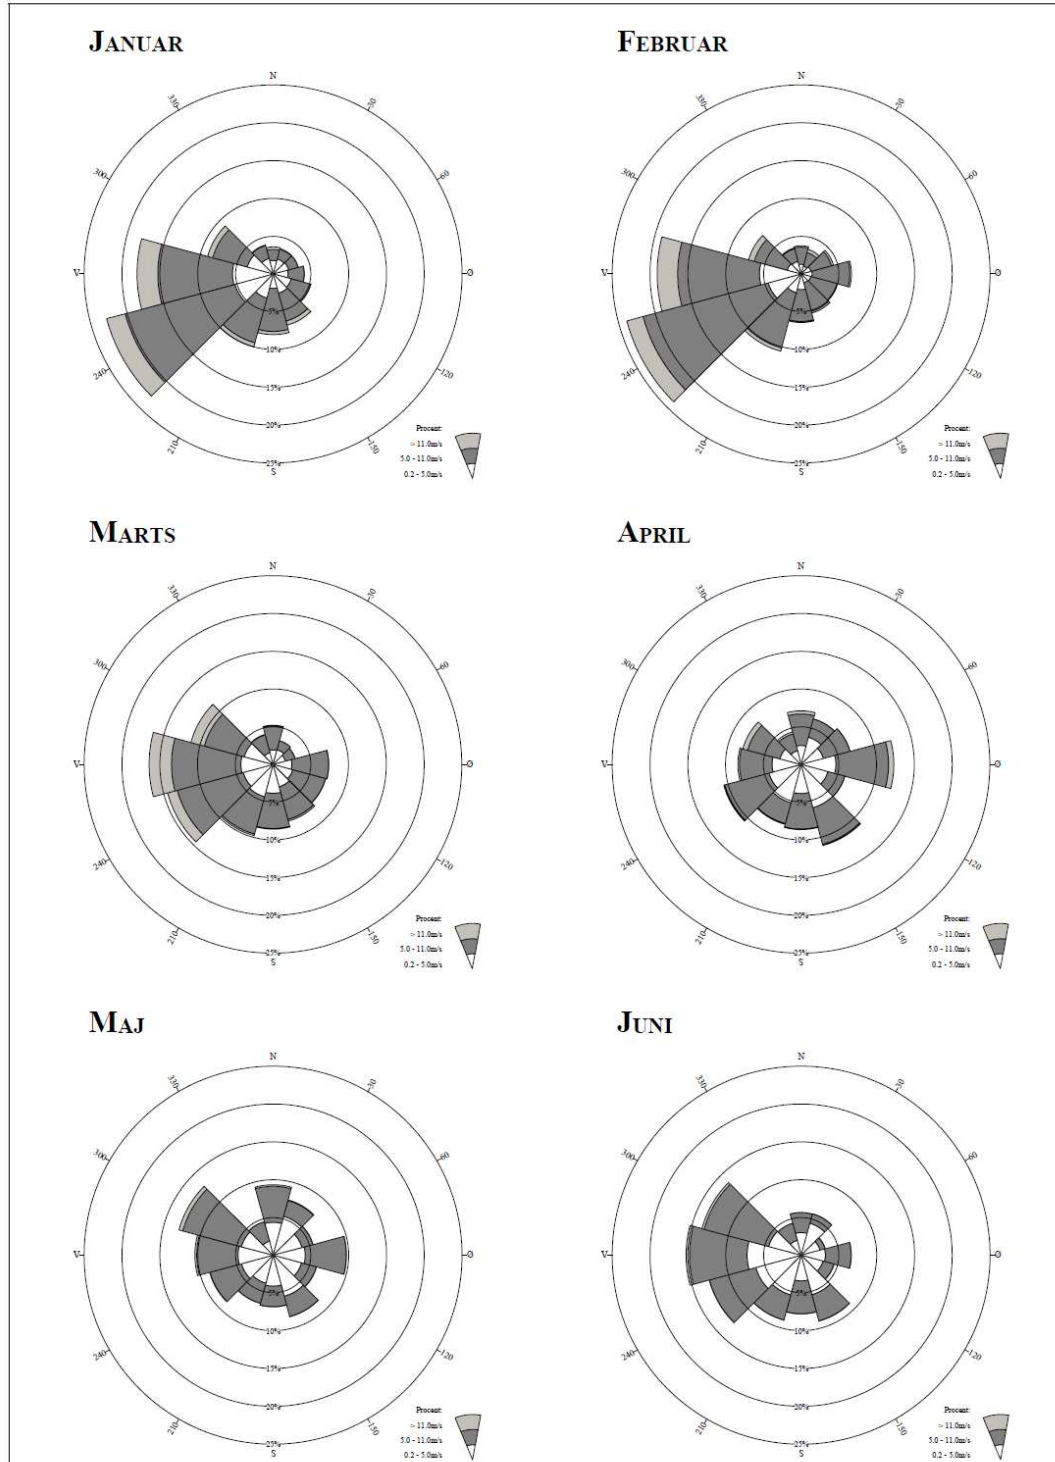 JANUAR
N
30
60
Ø
120
150
S
210
240
V
300
330
5%
10%
15%
20%
25%
Procent:
> 11.0m/s
5.0 - 11.0m/s
0.2 - 5.0m/s
FEBRUAR
N
30
60
Ø
120
150
S
210
240
V
300
330
5%
10%
15%
20%
25%
Procent:
> 11.0m/s
5.0 - 11.0m/s
0.2 - 5.0m/s
MARTS
N
30
60
Ø
120
150
S
210
240
V
300
330
5%
10%
15%
20%
25%
Procent:
> 11.0m/s
5.0 - 11.0m/s
0.2 - 5.0m/s
APRIL
N
30
60
Ø
120
150
S
210
240
V
300
330
5%
10%
15%
20%
25%
Procent:
> 11.0m/s
5.0 - 11.0m/s
0.2 - 5.0m/s
MAJ
N
30
60
Ø
120
150
S
210
240
V
300
330
5%
10%
15%
20%
25%
Procent:
> 11.0m/s
5.0 - 11.0m/s
0.2 - 5.0m/s
JUNI
N
30
60
Ø
120
150
S
210
240
V
300
330
5%
10%
15%
20%
25%
Procent:
> 11.0m/s
5.0 - 11.0m/s
0.2 - 5.0m/s